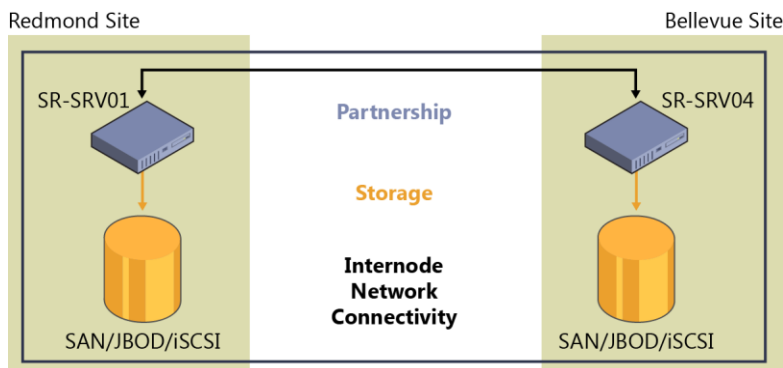 Redmond Site
Bellevue Site
SR-SRV01
SR-SRV04
Partnership
Storage
Internode
Network
Connectivity
SAN/JBOD/iSCSI
SAN/JBOD/iSCSI